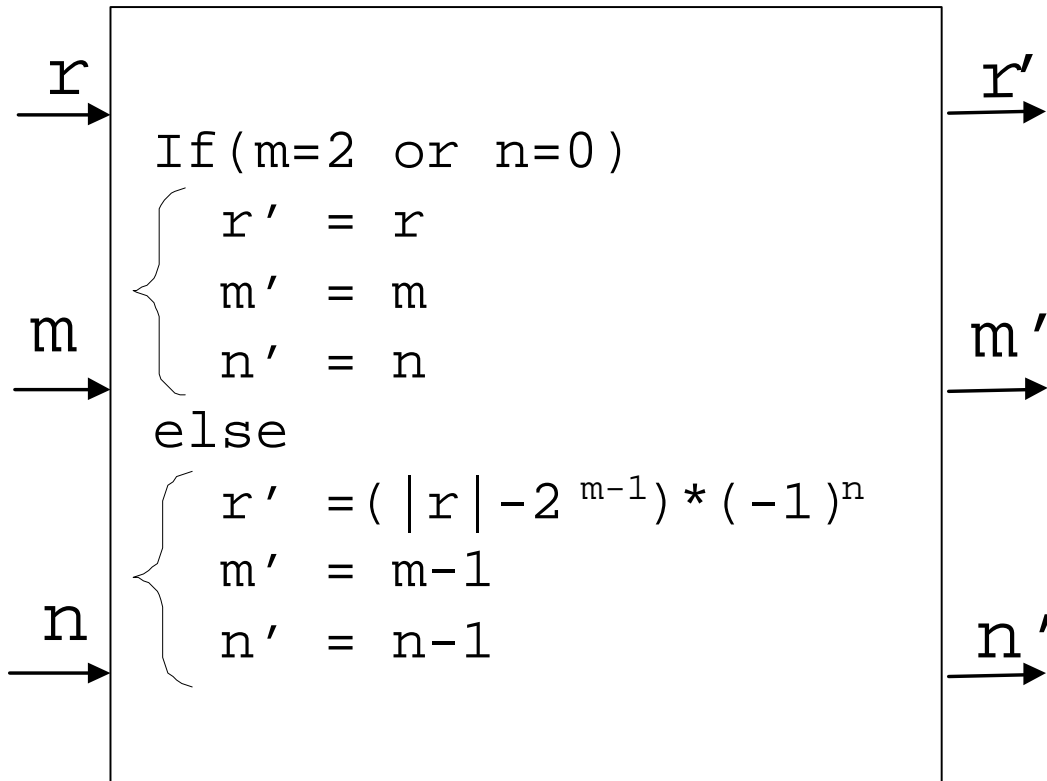 r
r'
If(m=2 or n=0)
r' = r
m' = m
m
m'
n' = n
else
r' =(|r|-2 m-1)*(-1)n
m' = m-1
n
n' = n-1
n'